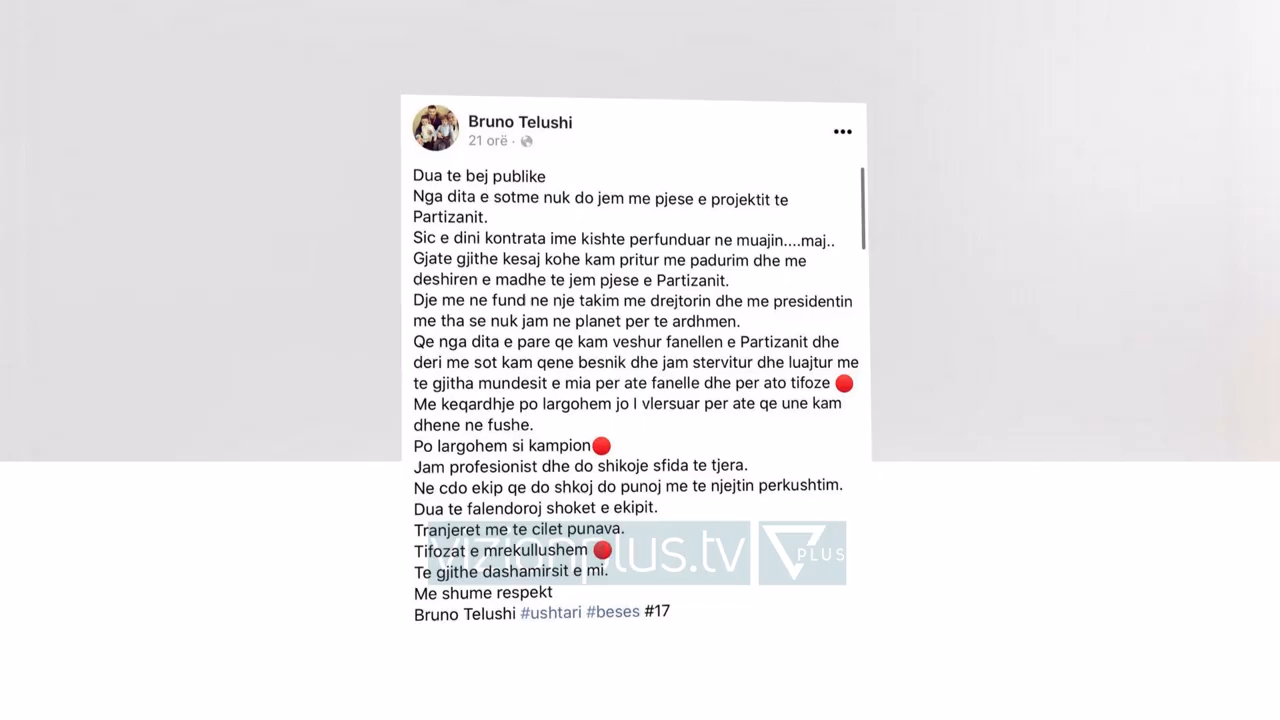 Bruno Telushi
21 orë ·
Dua te bej publike
Nga dita e sotme nuk do jem me pjese e projektit te
Partizanit.
Sic e dini kontrata ime kishte perfunduar ne muajin....maj..
Gjate gjithe kesaj kohe kam pritur me padurim dhe me
deshiren e madhe te jem pjese e Partizanit.
Dje me ne fund ne nje takim me drejtorin dhe me presidentin
me tha se nuk jam ne planet per te ardhmen.
Qe nga dita e pare qe kam veshur fanellen e Partizanit dhe
deri me sot kam qene besnik dhe jam stervitur dhe luajtur me
te gjitha mundesit e mia per ate fanelle dhe per ato tifoze 🔴
Me keqardhje po largohem jo I vlersuar per ate qe une kam
dhene ne fushe.
Po largohem si kampion🔴
Jam profesionist dhe do shikoje sfida te tjera.
Ne cdo ekip qe do shkoj do punoj me te njejtin perkushtim.
Dua te falendoroj shoket e ekipit.
Tranjeret me te cilet punava.
Tifozat e mrekullushem 🔴
Te gjithe dashamirsit e mi.
Me shume respekt
Bruno Telushi #ushtari #beses #17
vizionplus.tv
PLUS